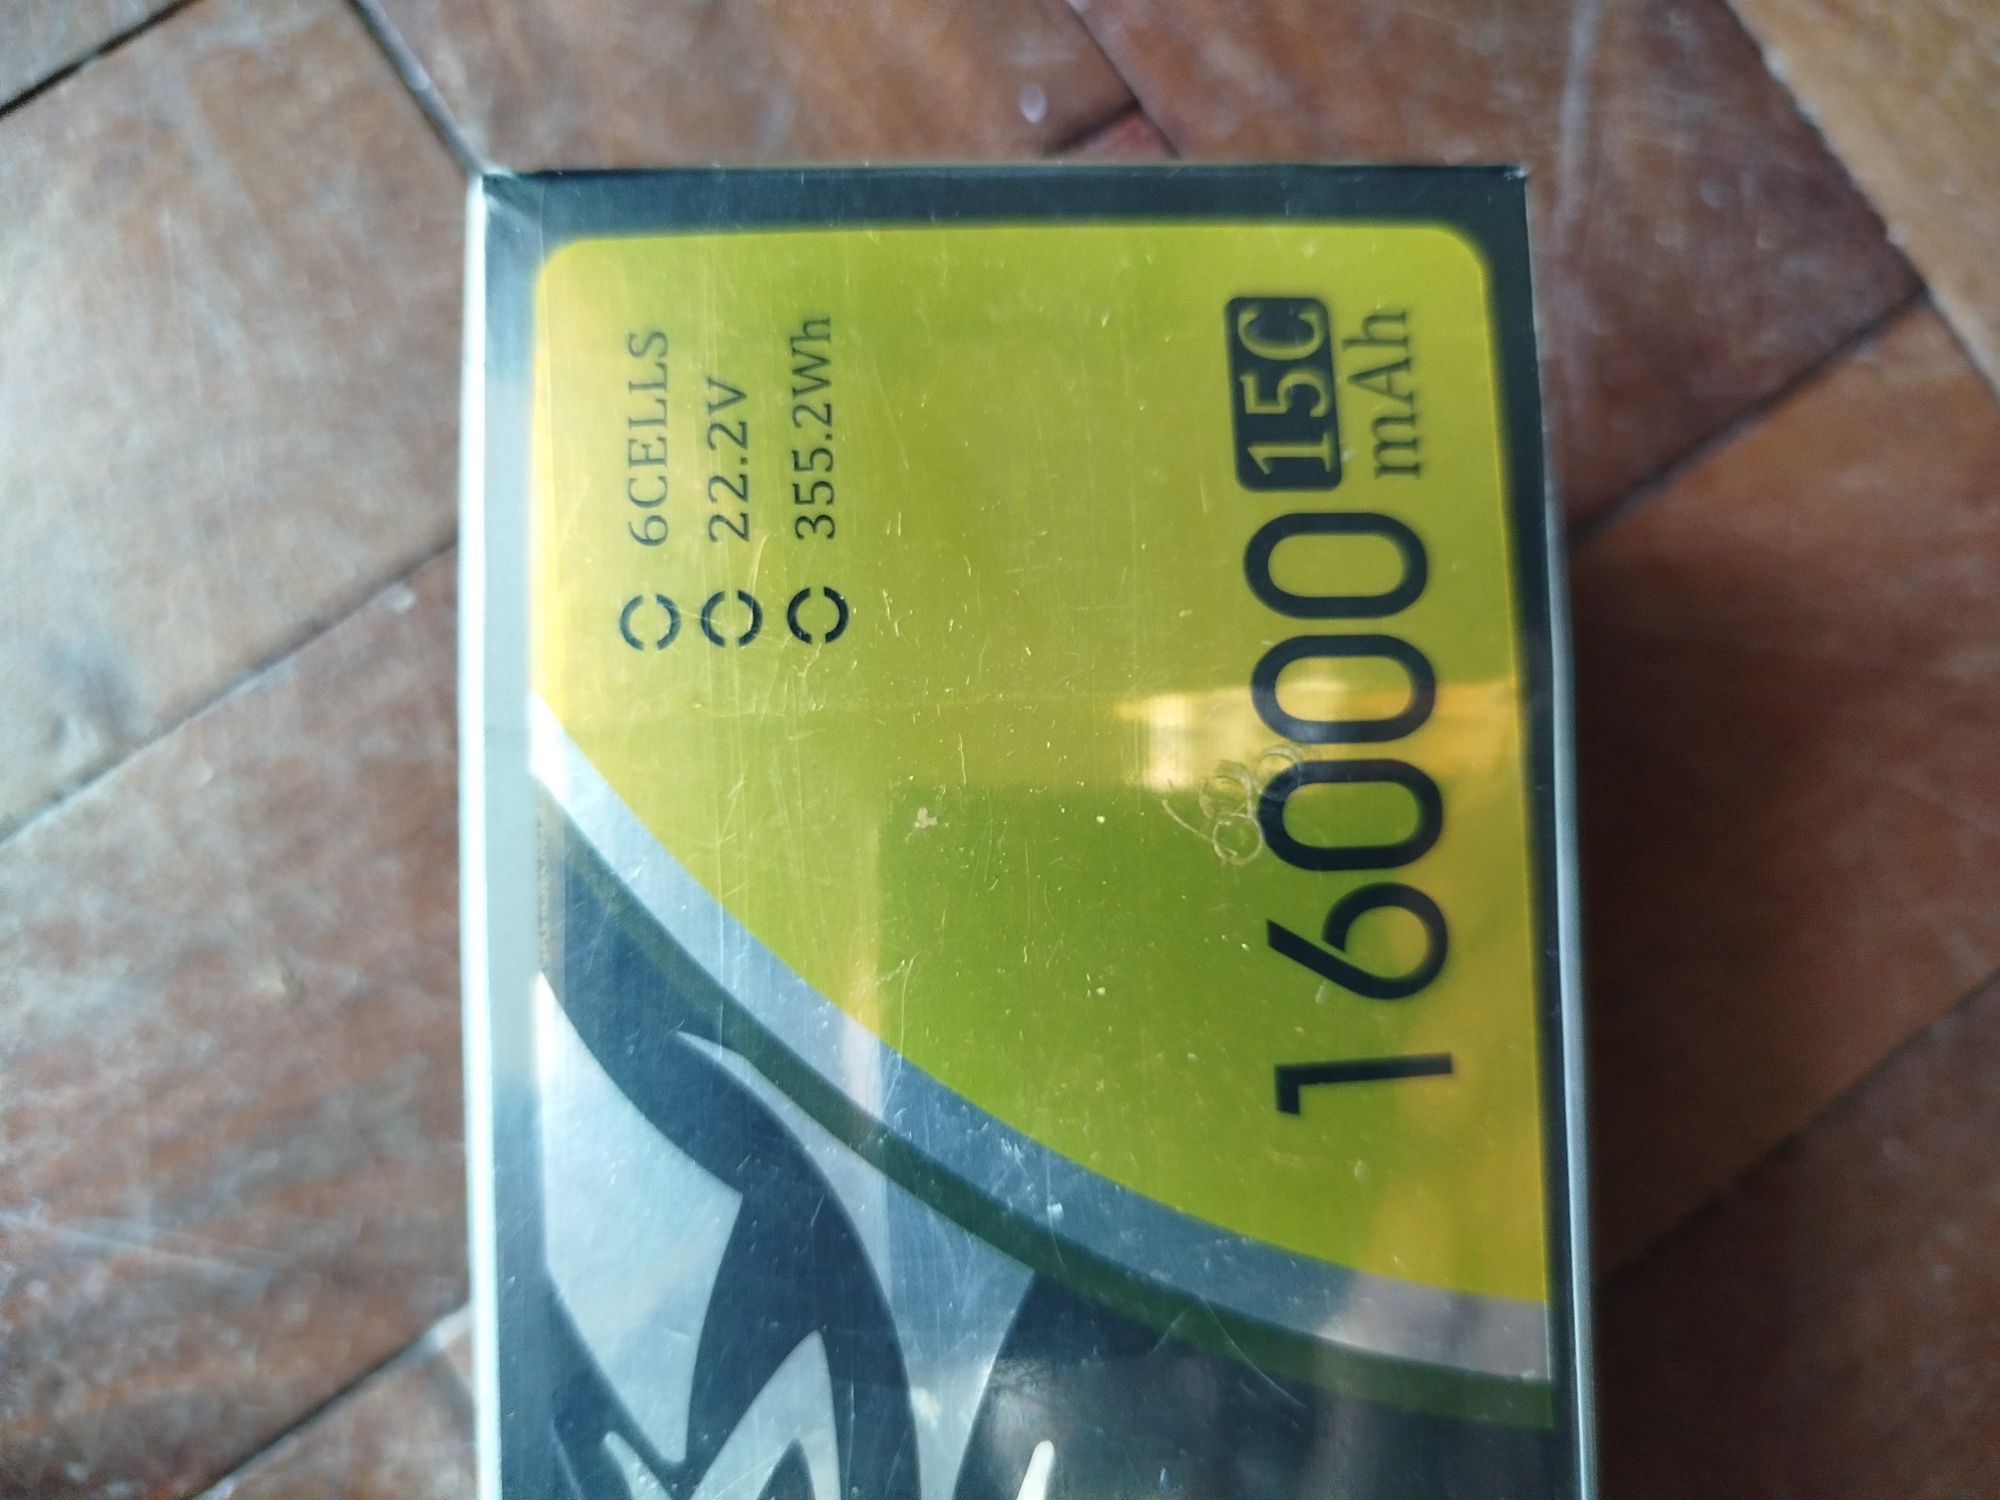 6CELLS
22.2V
355.2Wh
16000 15C
mAh